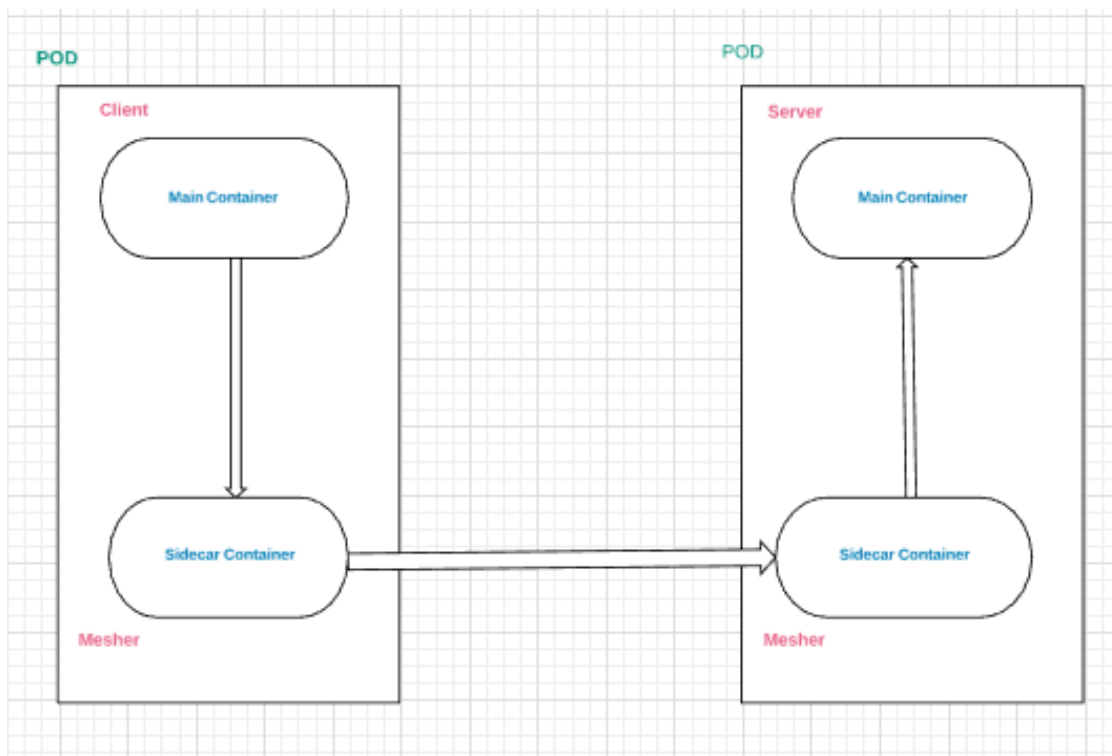 POD
POD
Client
Server
Main Container
Main Container
Sidecar Container
Sidecar Container
Mesher
Mesher